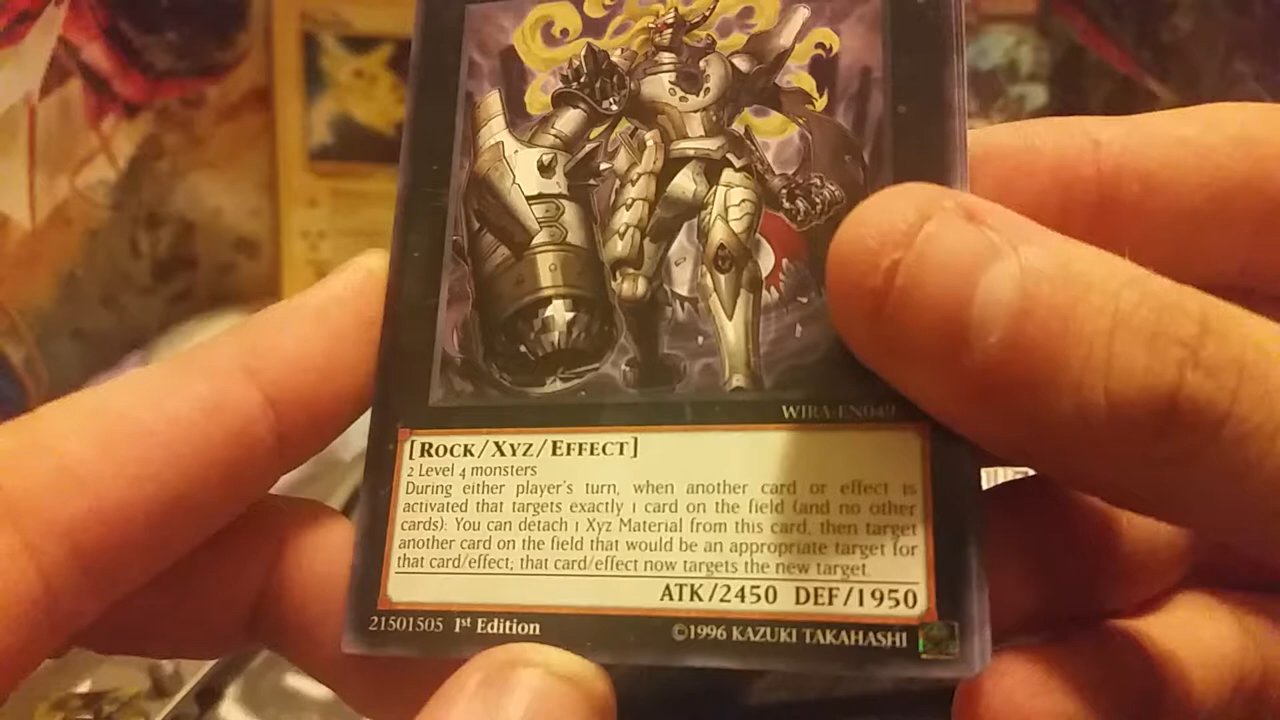 WIRA-EN049
[ROCK/XYZ/EFFECT]
2 Level 4 monsters
During either player's turn, when another card or effect is
activated that targets exactly 1 card on the field (and no other
cards): You can detach 1 Xyz Material from this card, then target
another card on the field that would be an appropriate target for
that card/effect; that card/effect now targets the new target.
ATK/2450 DEF/1950
21501505 1st Edition
©1996 KAZUKI TAKAHASHI